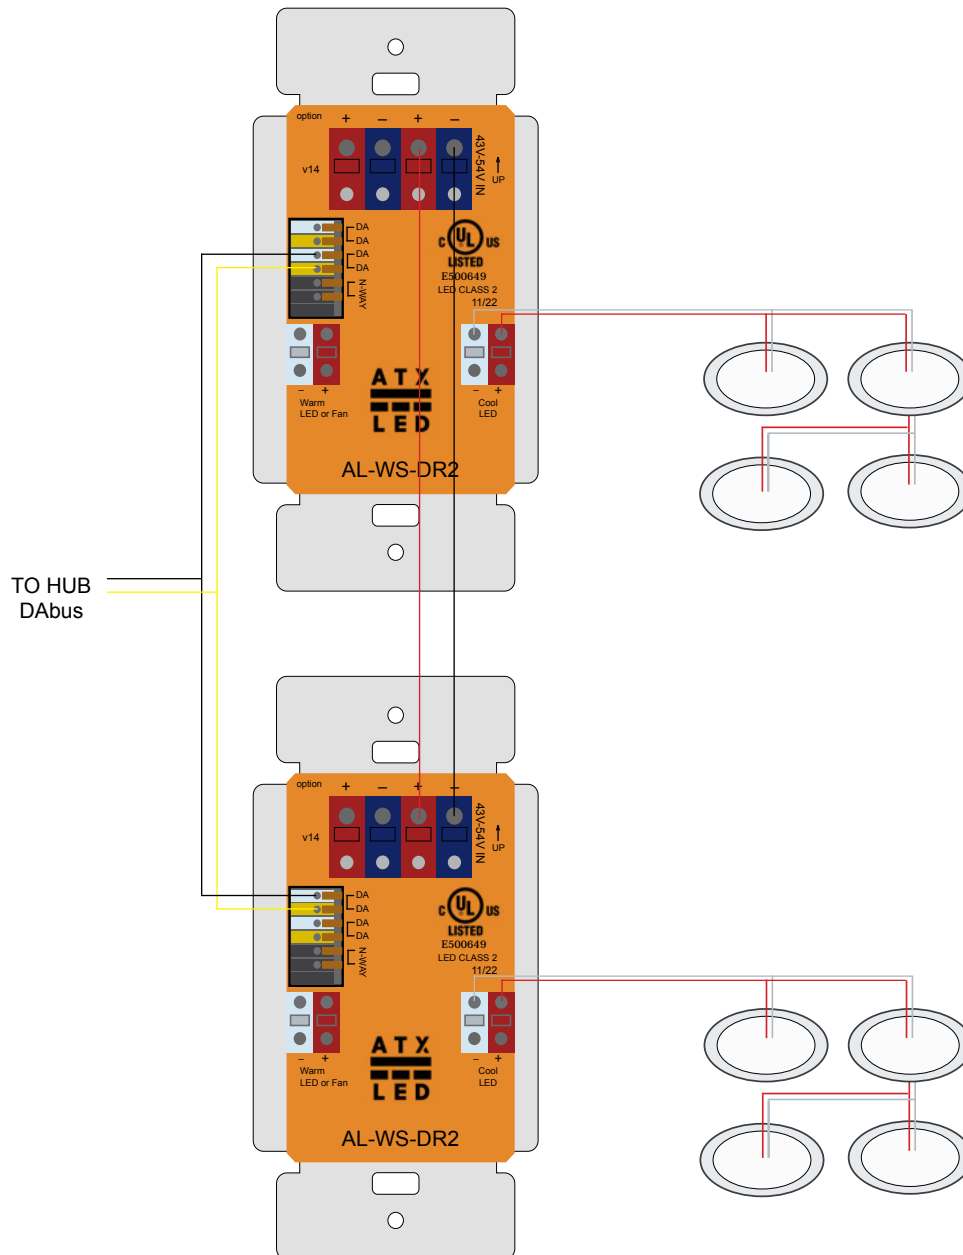 option + − + −
43V-54V IN
v14
UP
DA
DA
DA
DA
N-WAY
C UL US
LISTED
E500649
LED CLASS 2
11/22
− +
Warm
LED or Fan
− +
Cool
LED
ATX
LED
AL-WS-DR2
TO HUB
DAbus
option + − + −
43V-54V IN
v14
UP
DA
DA
DA
DA
N-WAY
C UL US
LISTED
E500649
LED CLASS 2
11/22
− +
Warm
LED or Fan
− +
Cool
LED
ATX
LED
AL-WS-DR2